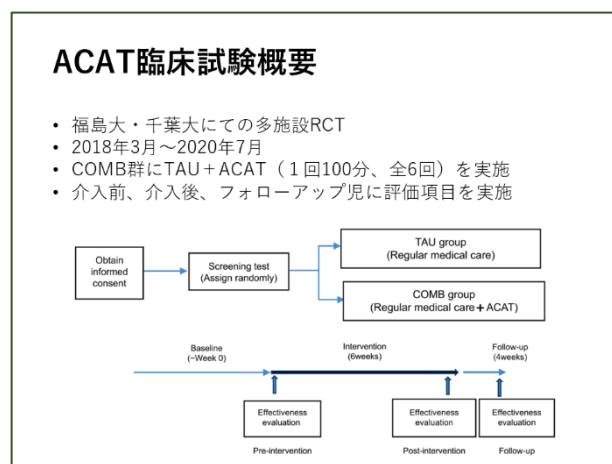 ACAT臨床試験概要
• 福島大・千葉大にての多施設RCT
• 2018年3月～2020年7月
• COMB群にTAU＋ACAT（１回100分、全6回）を実施
• 介入前、介入後、フォローアップ児に評価項目を実施
Obtain
informed
consent
Screening test
(Assign randomly)
TAU group
(Regular medical care)
COMB group
(Regular medical care＋ACAT)
Baseline
(~Week 0)
Intervention
(6weeks)
Follow-up
(4weeks)
Effectiveness
evaluation
Effectiveness
evaluation
Effectiveness
evaluation
Pre-intervention
Post-intervention
Follow-up